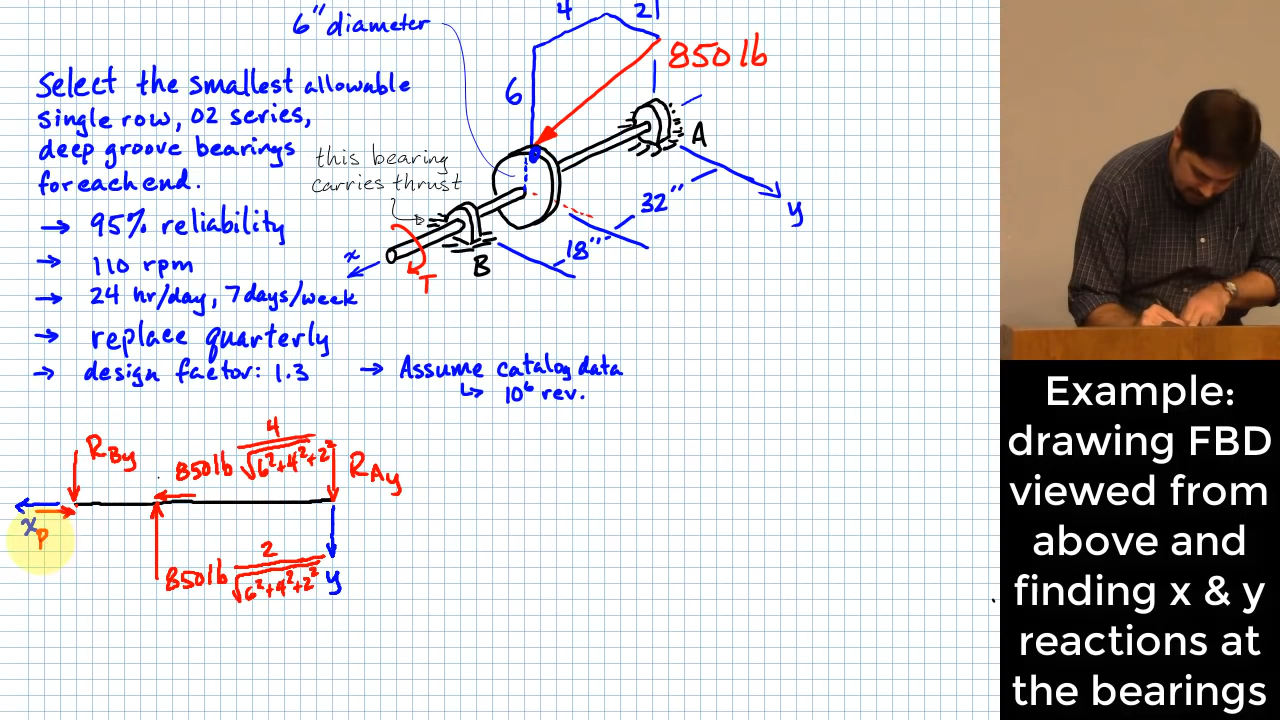 6" diameter
4
2
850 lb
6
Select the smallest allowable
single row, 02 series,
deep groove bearings
for each end.
this bearing
carries thrust
A
32"
y
18"
B
x
T
→ 95% reliability
→ 110 rpm
→ 24 hr/day, 7 days/week
→ replace quarterly
→ design factor: 1.3
→ Assume catalog data
↳ 10⁶ rev.
R_By
850 lb 4/√(6²+4²+2²)
R_Ay
x
P
850 lb 2/√(6²+4²+2²)
y
Example:
drawing FBD
viewed from
above and
finding x & y
reactions at
the bearings